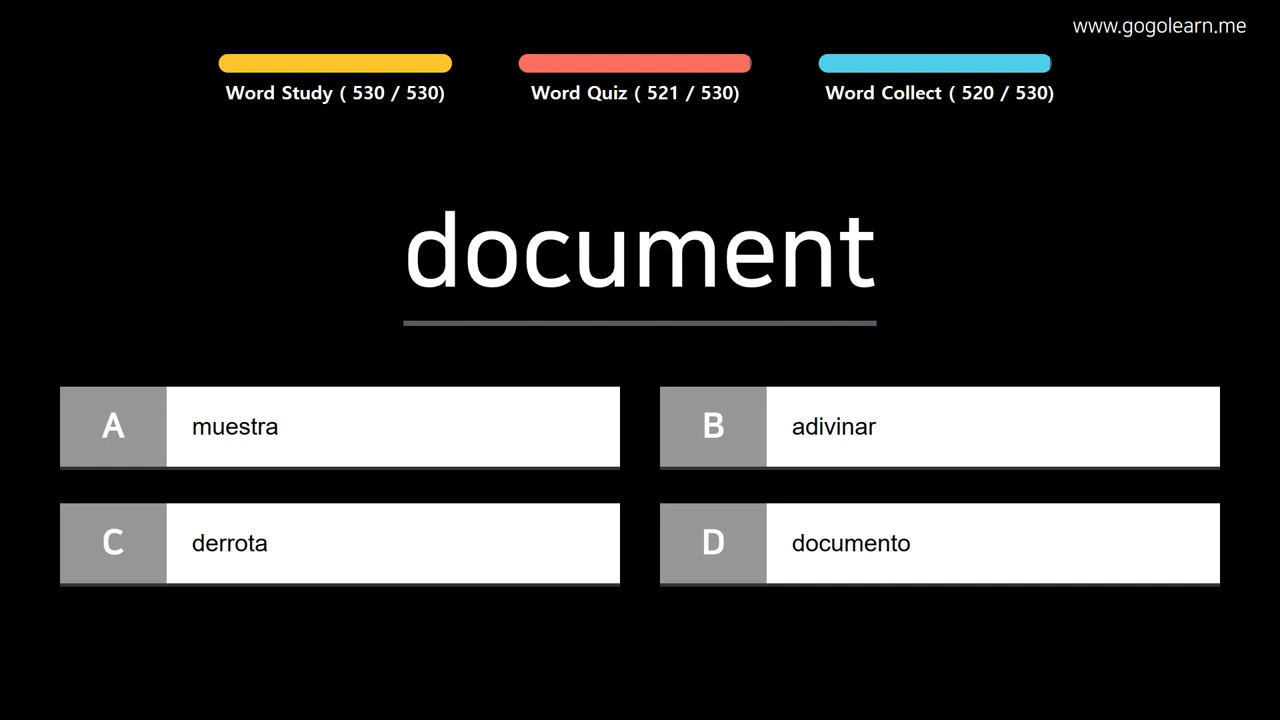 www.gogolearn.me
Word Study ( 530 / 530)
Word Quiz ( 521 / 530)
Word Collect ( 520 / 530)
document
A muestra
B adivinar
C derrota
D documento